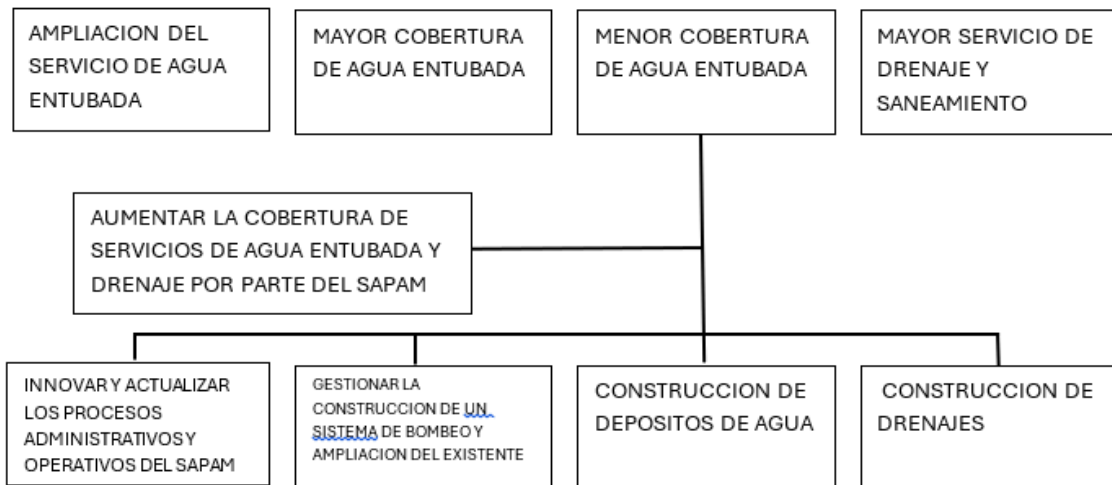 AMPLIACION DEL
SERVICIO DE AGUA
ENTUBADA
MAYOR COBERTURA
DE AGUA ENTUBADA
MENOR COBERTURA
DE AGUA ENTUBADA
MAYOR SERVICIO DE
DRENAJE Y
SANEAMIENTO
AUMENTAR LA COBERTURA DE
SERVICIOS DE AGUA ENTUBADA Y
DRENAJE POR PARTE DEL SAPAM
INNOVAR Y ACTUALIZAR
LOS PROCESOS
ADMINISTRATIVOS Y
OPERATIVOS DEL SAPAM
GESTIONAR LA
CONSTRUCCION DE UN
SISTEMA DE BOMBEO Y
AMPLIACION DEL EXISTENTE
CONSTRUCCION DE
DEPOSITOS DE AGUA
CONSTRUCCION DE
DRENAJES